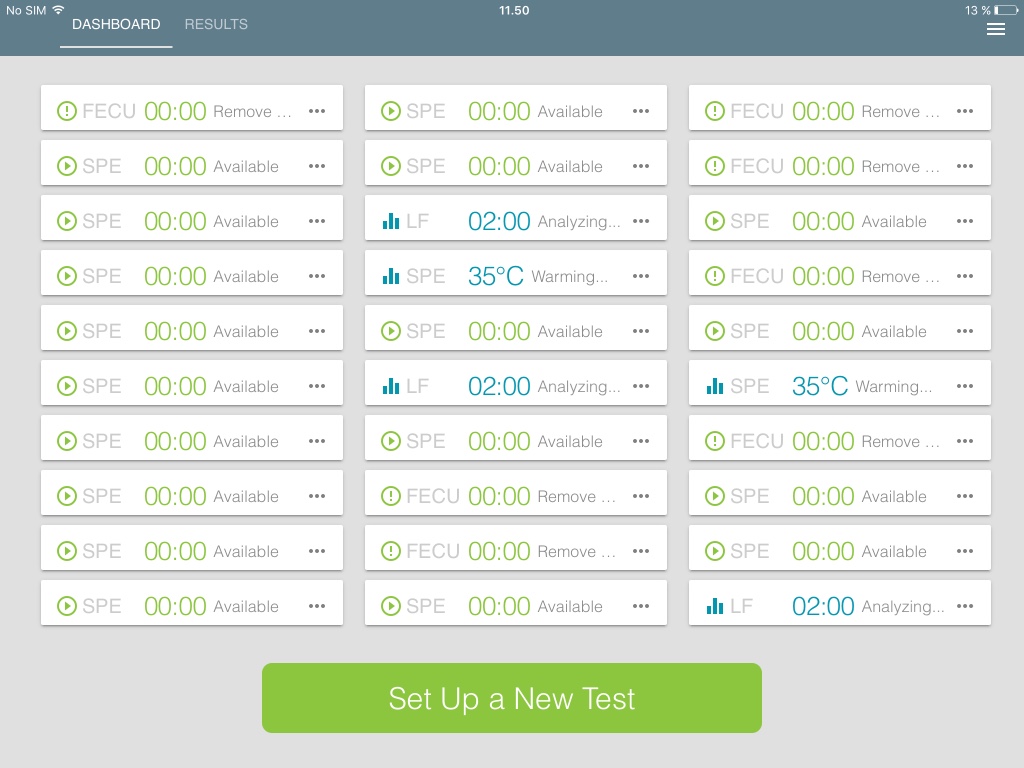 No SIM 11.50 13 %
DASHBOARD RESULTS
FECU 00:00 Remove ... SPE 00:00 Available FECU 00:00 Remove ...
SPE 00:00 Available SPE 00:00 Available FECU 00:00 Remove ...
SPE 00:00 Available LF 02:00 Analyzing... SPE 00:00 Available
SPE 00:00 Available SPE 35°C Warming... FECU 00:00 Remove ...
SPE 00:00 Available SPE 00:00 Available SPE 00:00 Available
SPE 00:00 Available LF 02:00 Analyzing... SPE 35°C Warming...
SPE 00:00 Available SPE 00:00 Available FECU 00:00 Remove ...
SPE 00:00 Available FECU 00:00 Remove ... SPE 00:00 Available
SPE 00:00 Available FECU 00:00 Remove ... SPE 00:00 Available
SPE 00:00 Available SPE 00:00 Available LF 02:00 Analyzing...
Set Up a New Test